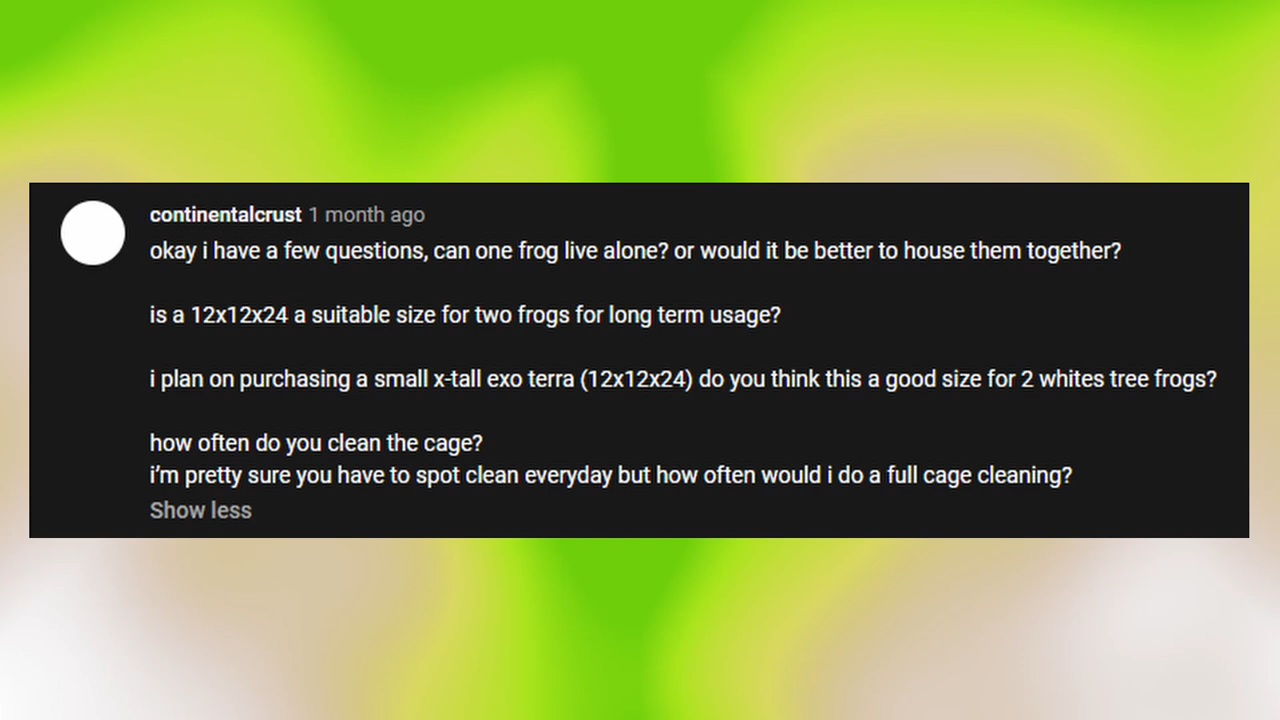 continentalcrust 1 month ago
okay i have a few questions, can one frog live alone? or would it be better to house them together?
is a 12x12x24 a suitable size for two frogs for long term usage?
i plan on purchasing a small x-tall exo terra (12x12x24) do you think this a good size for 2 whites tree frogs?
how often do you clean the cage?
i’m pretty sure you have to spot clean everyday but how often would i do a full cage cleaning?
Show less